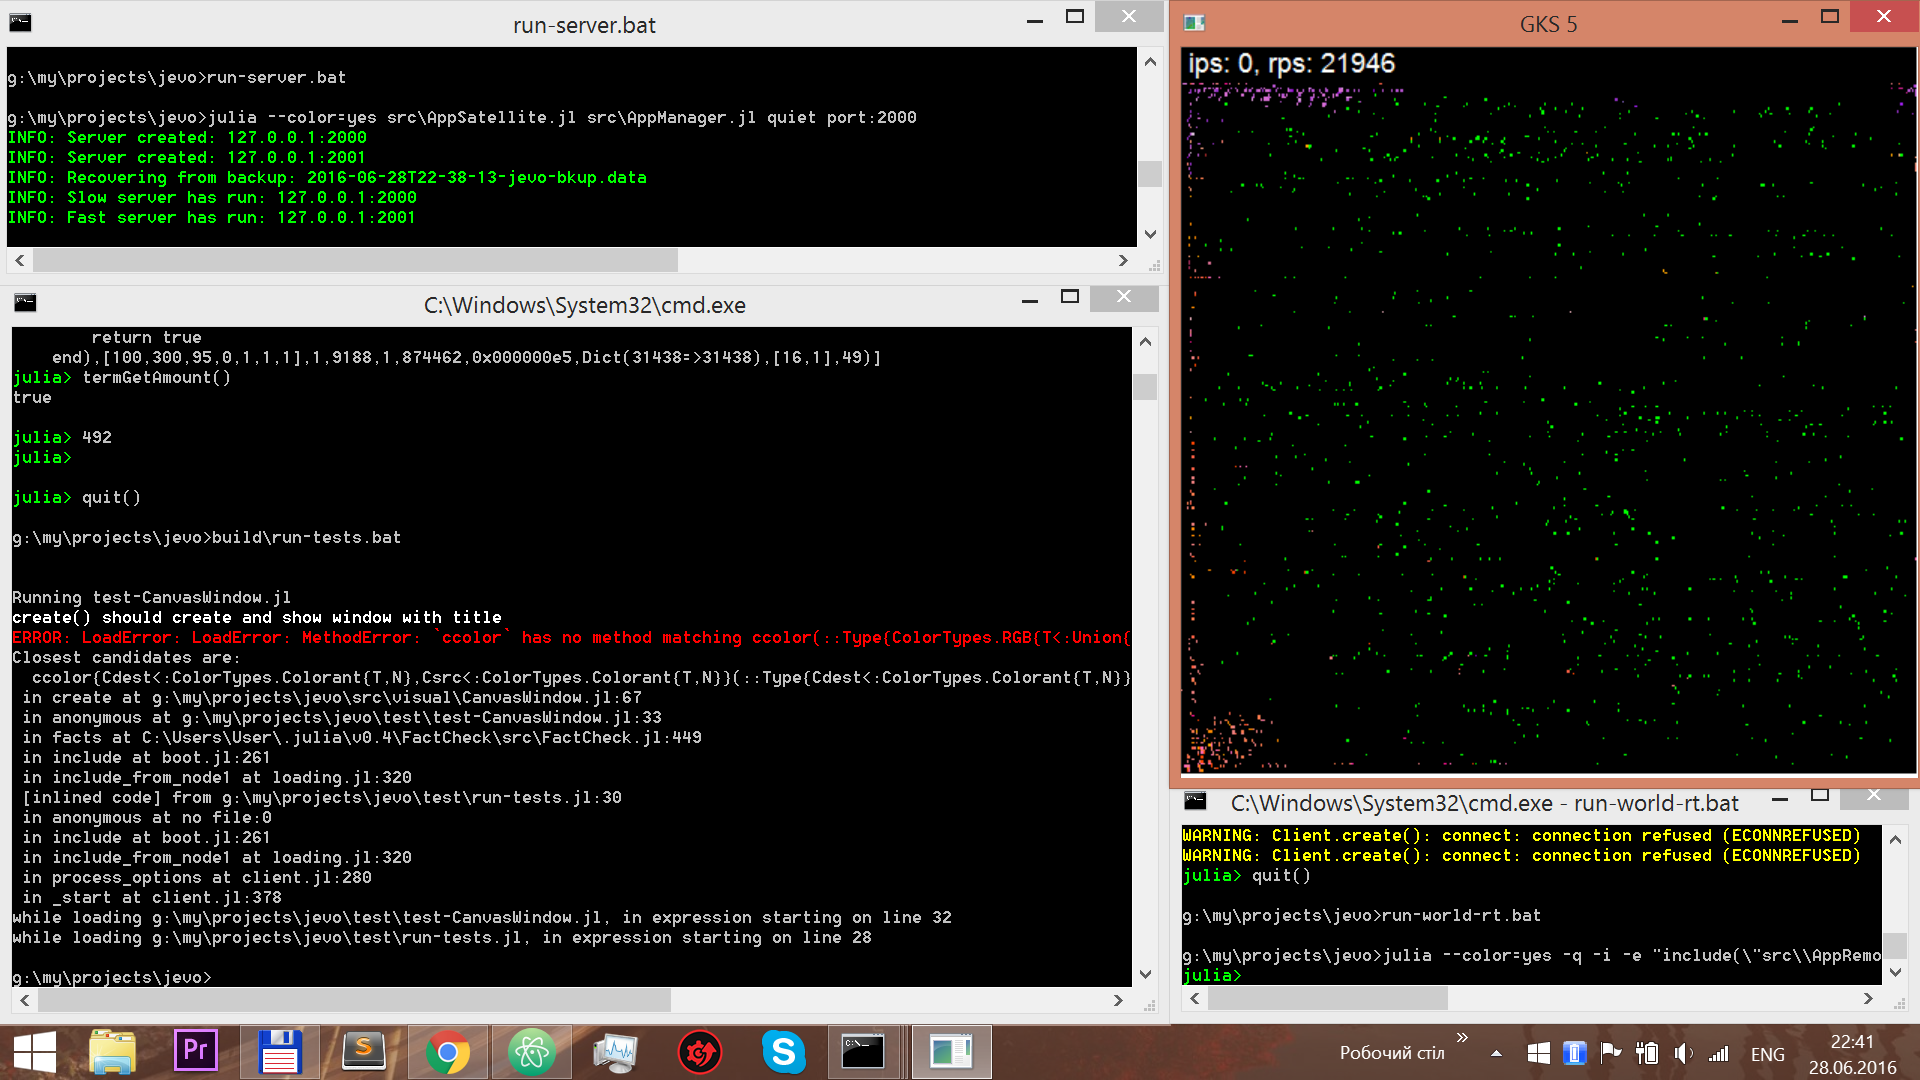 run-server.bat
g:\my\projects\jevo>run-server.bat
g:\my\projects\jevo>julia --color=yes src\AppSatellite.jl src\AppManager.jl quiet port:2000
INFO: Server created: 127.0.0.1:2000
INFO: Server created: 127.0.0.1:2001
INFO: Recovering from backup: 2016-06-28T22-38-13-jevo-bkup.data
INFO: Slow server has run: 127.0.0.1:2000
INFO: Fast server has run: 127.0.0.1:2001
C:\Windows\System32\cmd.exe
return true
end),[100,300,95,0,1,1,1],1,9188,1,874462,0x000000e5,Dict(31438=>31438),[16,1],49)]
julia> termGetAmount()
true
julia> 492
julia>
julia> quit()
g:\my\projects\jevo>build\run-tests.bat
Running test-CanvasWindow.jl
create() should create and show window with title
ERROR: LoadError: LoadError: MethodError: `ccolor` has no method matching ccolor(::Type{ColorTypes.RGB{T<:Union{
Closest candidates are:
ccolor{Cdest<:ColorTypes.Colorant{T,N},Csrc<:ColorTypes.Colorant{T,N}}(::Type{Cdest<:ColorTypes.Colorant{T,N}}
in create at g:\my\projects\jevo\src\visual\CanvasWindow.jl:67
in anonymous at g:\my\projects\jevo\test\test-CanvasWindow.jl:33
in facts at C:\Users\User\.julia\v0.4\FactCheck\src\FactCheck.jl:449
in include at boot.jl:261
in include_from_node1 at loading.jl:320
[inlined code] from g:\my\projects\jevo\test\run-tests.jl:30
in anonymous at no file:0
in include at boot.jl:261
in include_from_node1 at loading.jl:320
in process_options at client.jl:280
in _start at client.jl:378
while loading g:\my\projects\jevo\test\test-CanvasWindow.jl, in expression starting on line 32
while loading g:\my\projects\jevo\test\run-tests.jl, in expression starting on line 28
g:\my\projects\jevo>
GKS 5
ips: 0, rps: 21946
C:\Windows\System32\cmd.exe - run-world-rt.bat
WARNING: Client.create(): connect: connection refused (ECONNREFUSED)
WARNING: Client.create(): connect: connection refused (ECONNREFUSED)
julia> quit()
g:\my\projects\jevo>run-world-rt.bat
g:\my\projects\jevo>julia --color=yes -q -i -e "include(\"src\\AppRemo
julia>
Pr
S
S
C:\_
Робочий стіл
ENG
22:41
28.06.2016